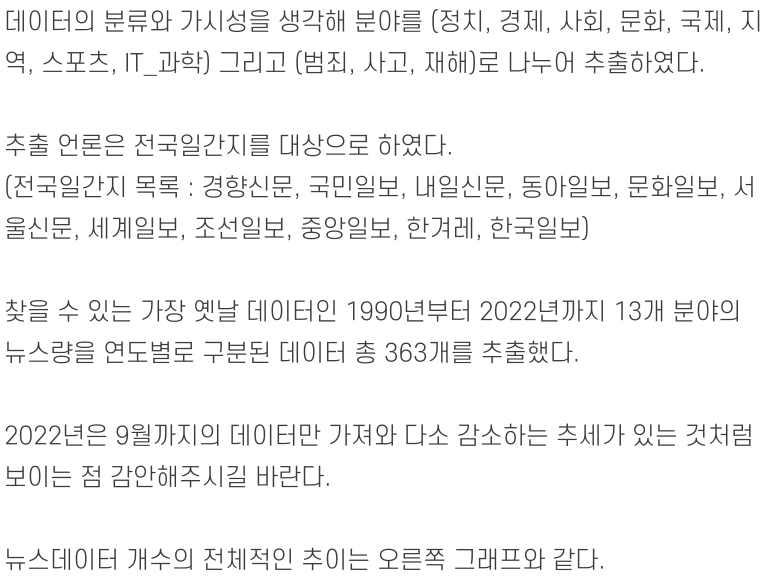 데이터의 분류와 가시성을 생각해 분야를 (정치, 경제, 사회, 문화, 국제, 지
역, 스포츠, IT_과학) 그리고 (범죄, 사고, 재해)로 나누어 추출하였다.
추출 언론은 전국일간지를 대상으로 하였다.
(전국일간지 목록 : 경향신문, 국민일보, 내일신문, 동아일보, 문화일보, 서
울신문, 세계일보, 조선일보, 중앙일보, 한겨레, 한국일보)
찾을 수 있는 가장 옛날 데이터인 1990년부터 2022년까지 13개 분야의
뉴스량을 연도별로 구분된 데이터 총 363개를 추출했다.
2022년은 9월까지의 데이터만 가져와 다소 감소하는 추세가 있는 것처럼
보이는 점 감안해주시길 바란다.
뉴스데이터 개수의 전체적인 추이는 오른쪽 그래프와 같다.